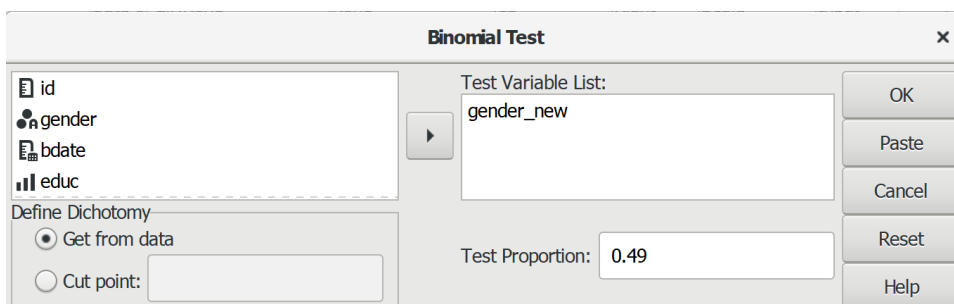 Binomial Test
id
gender
bdate
educ
Test Variable List:
gender_new
OK
Paste
Cancel
Reset
Help
Define Dichotomy
Get from data
Cut point:
Test Proportion: 0.49